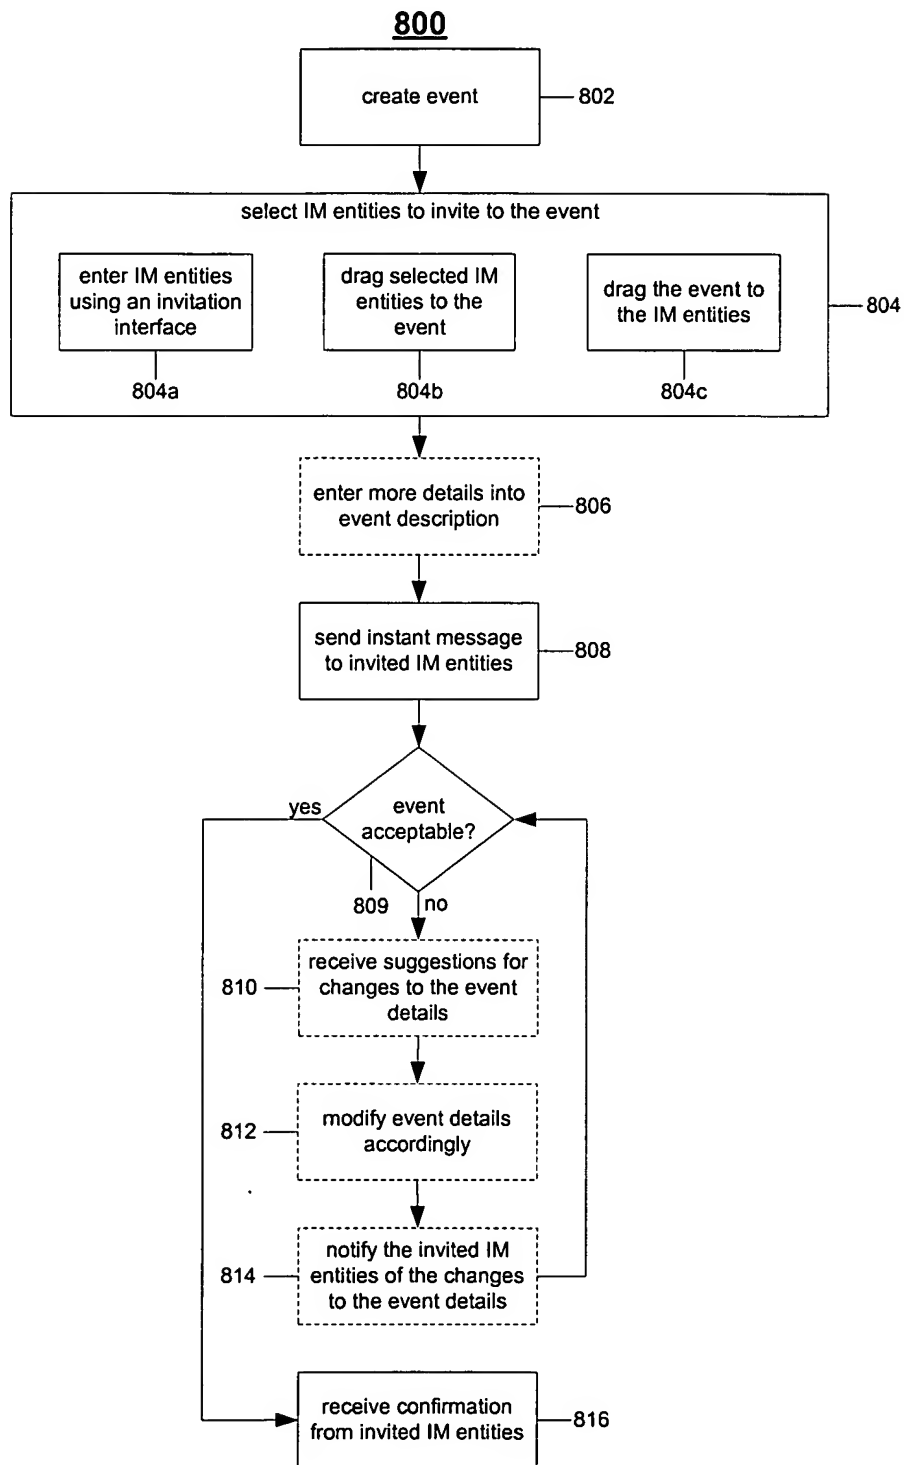 800
create event
802
select IM entities to invite to the event
enter IM entities
using an invitation
interface
804a
drag selected IM
entities to the
event
804b
drag the event to
the IM entities
804c
804
enter more details into
event description
806
send instant message
to invited IM entities
808
event
acceptable?
yes
809
no
receive suggestions for
changes to the event
details
810
modify event details
accordingly
812
notify the invited IM
entities of the changes
to the event details
814
receive confirmation
from invited IM entities
816